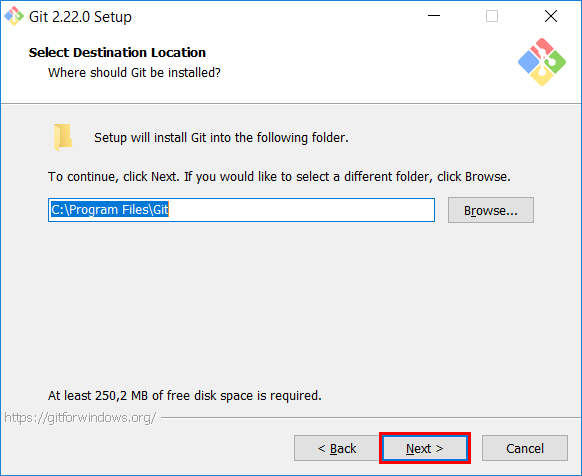 Git 2.22.0 Setup
Select Destination Location
Where should Git be installed?
Setup will install Git into the following folder.
To continue, click Next. If you would like to select a different folder, click Browse.
C:\Program Files\Git
Browse...
At least 250,2 MB of free disk space is required.
https://gitforwindows.org/
< Back
Next >
Cancel